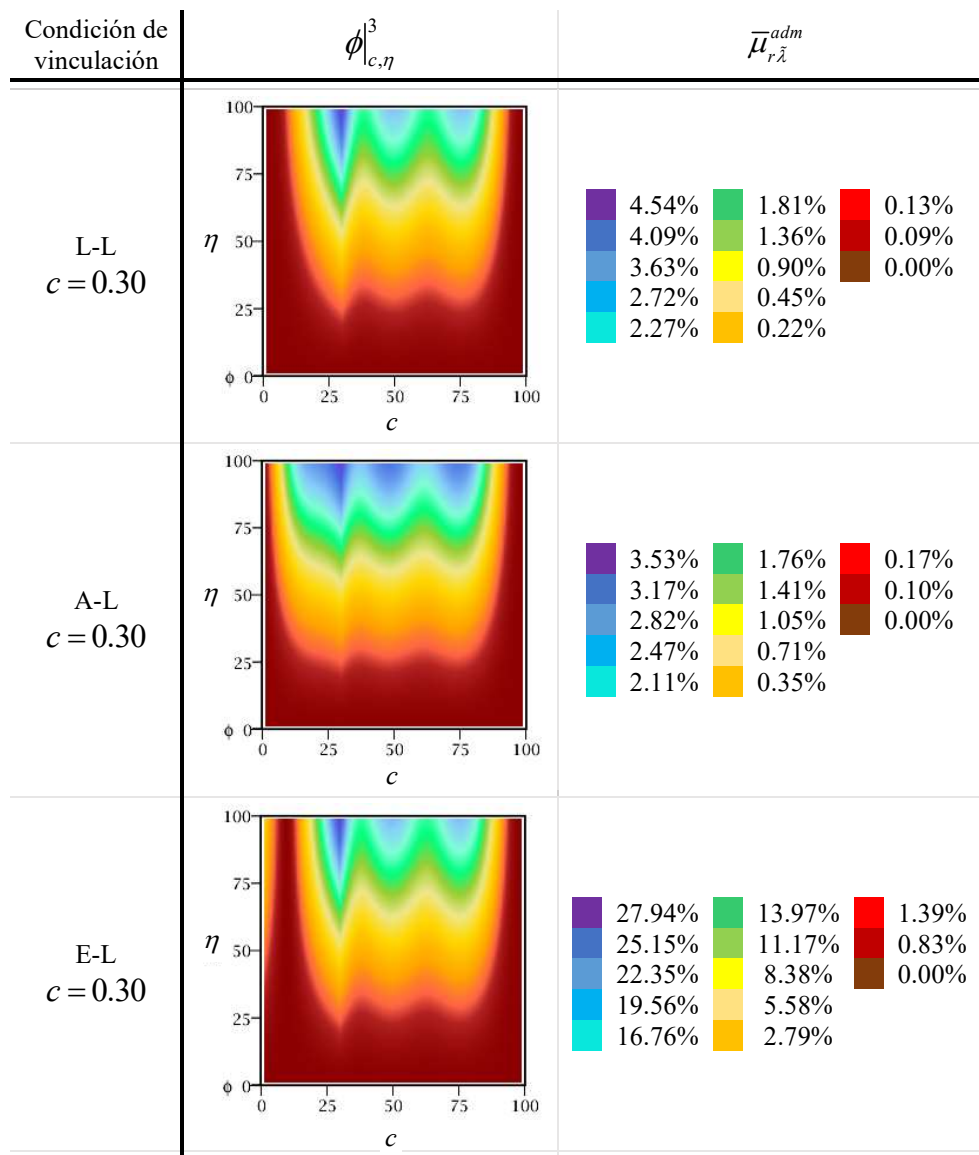 Condición de vinculación
ϕ|³c,η
μ̄ᵃᵈᵐ r λ̃
L-L
c = 0.30
100
75
η 50
25
ϕ 0
0 25 50 75 100
c
4.54% 1.81% 0.13%
4.09% 1.36% 0.09%
3.63% 0.90% 0.00%
2.72% 0.45%
2.27% 0.22%
A-L
c = 0.30
100
75
η 50
25
ϕ 0
0 25 50 75 100
c
3.53% 1.76% 0.17%
3.17% 1.41% 0.10%
2.82% 1.05% 0.00%
2.47% 0.71%
2.11% 0.35%
E-L
c = 0.30
100
75
η 50
25
ϕ 0
0 25 50 75 100
c
27.94% 13.97% 1.39%
25.15% 11.17% 0.83%
22.35% 8.38% 0.00%
19.56% 5.58%
16.76% 2.79%